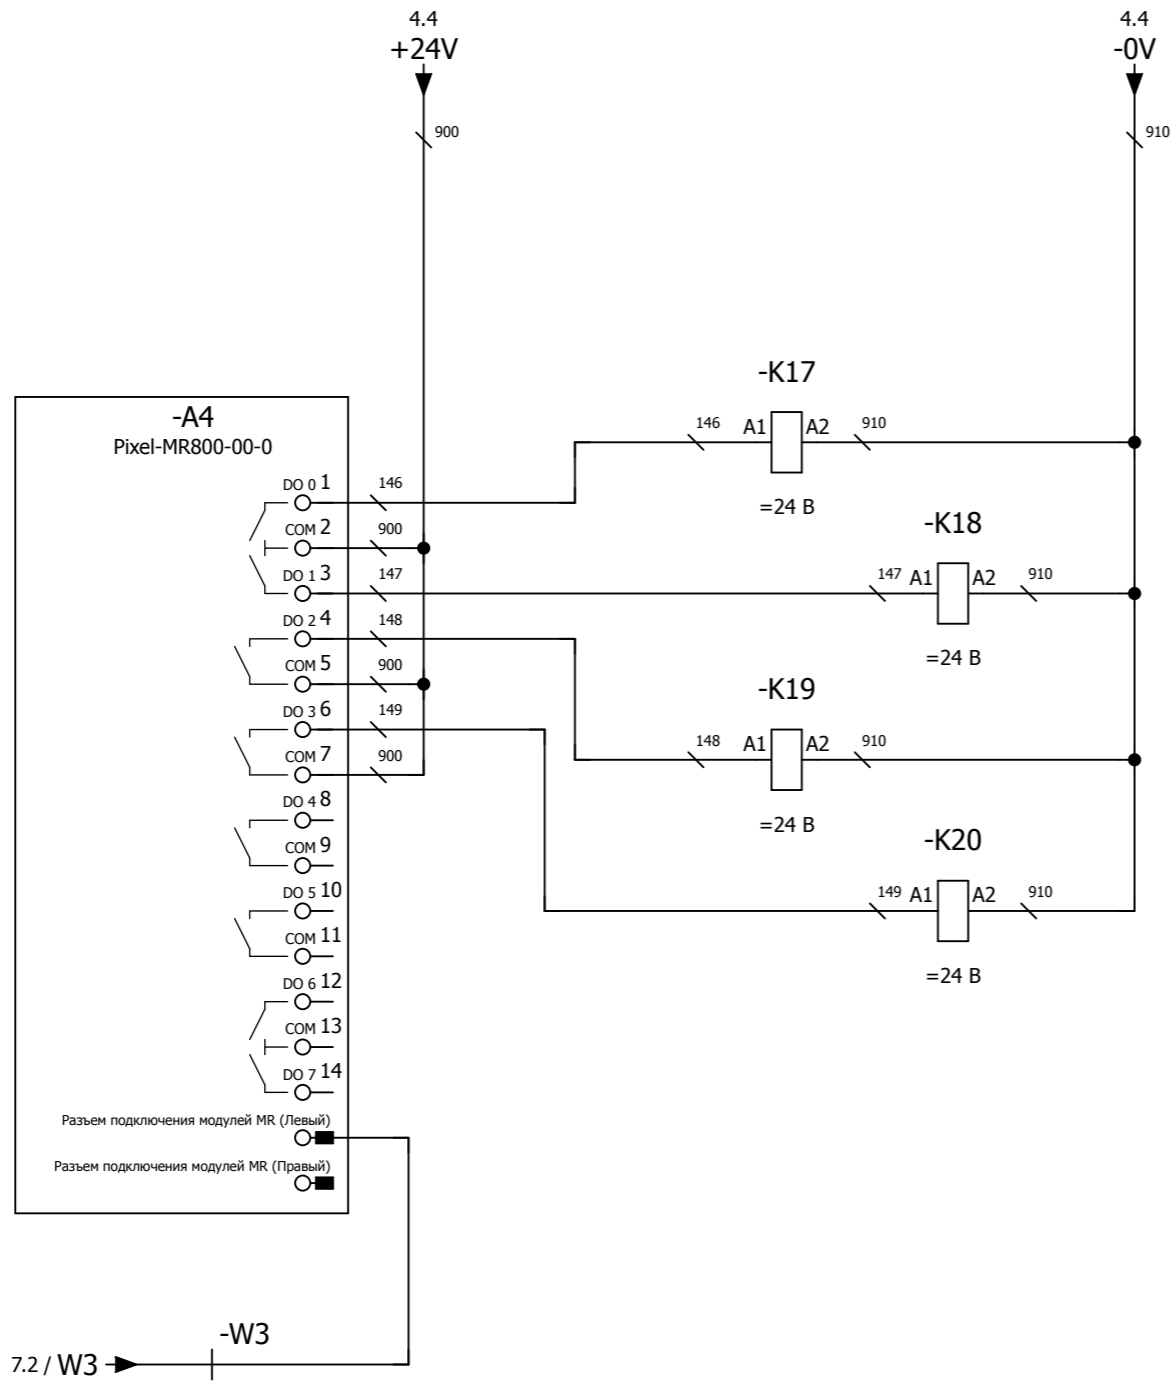 4.4
+24V
900
4.4
-0V
910
-K17
146 A1 A2 910
=24 В
-K18
147 A1 A2 910
=24 В
-K19
148 A1 A2 910
=24 В
-K20
149 A1 A2 910
=24 В
-A4
Pixel-MR800-00-0
DO 0 1 146
COM 2 900
DO 1 3 147
DO 2 4 148
COM 5 900
DO 3 6 149
COM 7 900
DO 4 8
COM 9
DO 5 10
COM 11
DO 6 12
COM 13
DO 7 14
Разъем подключения модулей MR (Левый)
Разъем подключения модулей MR (Правый)
-W3
7.2 / W3